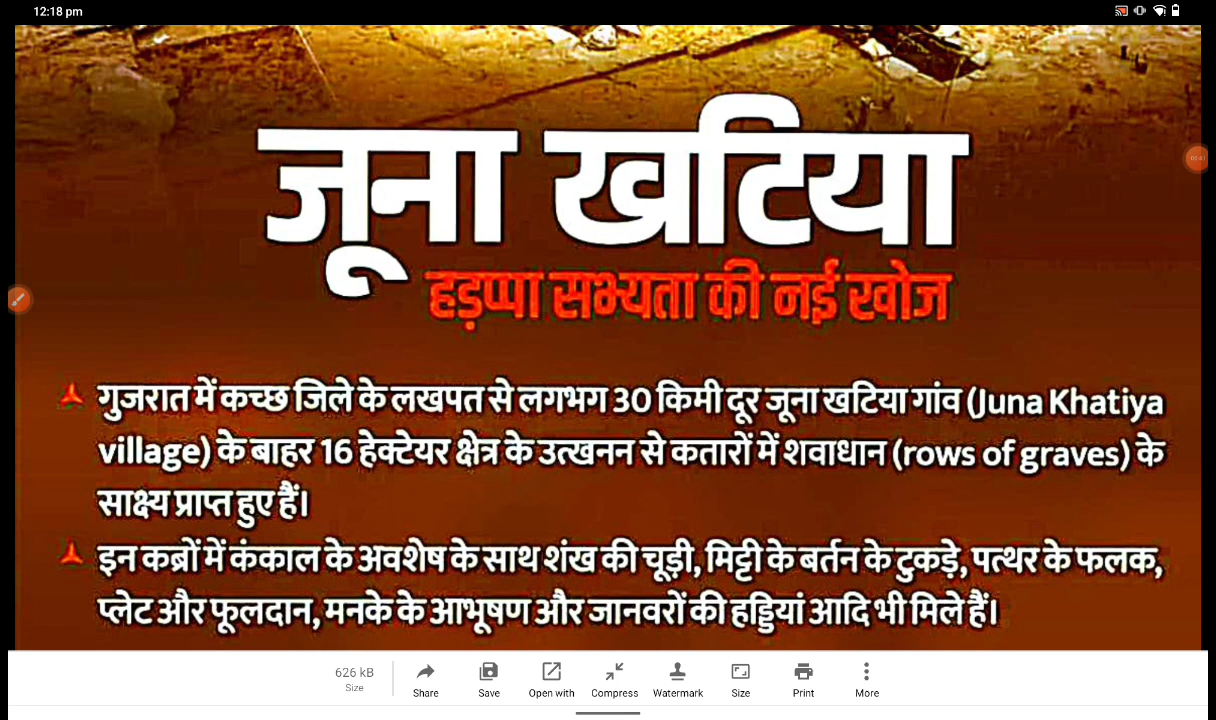 12:18 pm
जूना खटिया
हड़प्पा सभ्यता की नई खोज
गुजरात में कच्छ जिले के लखपत से लगभग 30 किमी दूर जूना खटिया गांव (Juna Khatiya
village) के बाहर 16 हेक्टेयर क्षेत्र के उत्खनन से कतारों में शवाधान (rows of graves) के
साक्ष्य प्राप्त हुए हैं।
इन कब्रों में कंकाल के अवशेष के साथ शंख की चूड़ी, मिट्टी के बर्तन के टुकड़े, पत्थर के फलक,
प्लेट और फूलदान, मनके के आभूषण और जानवरों की हड्डियां आदि भी मिले हैं।
626 kB
Size
Share Save Open with Compress Watermark Size Print More